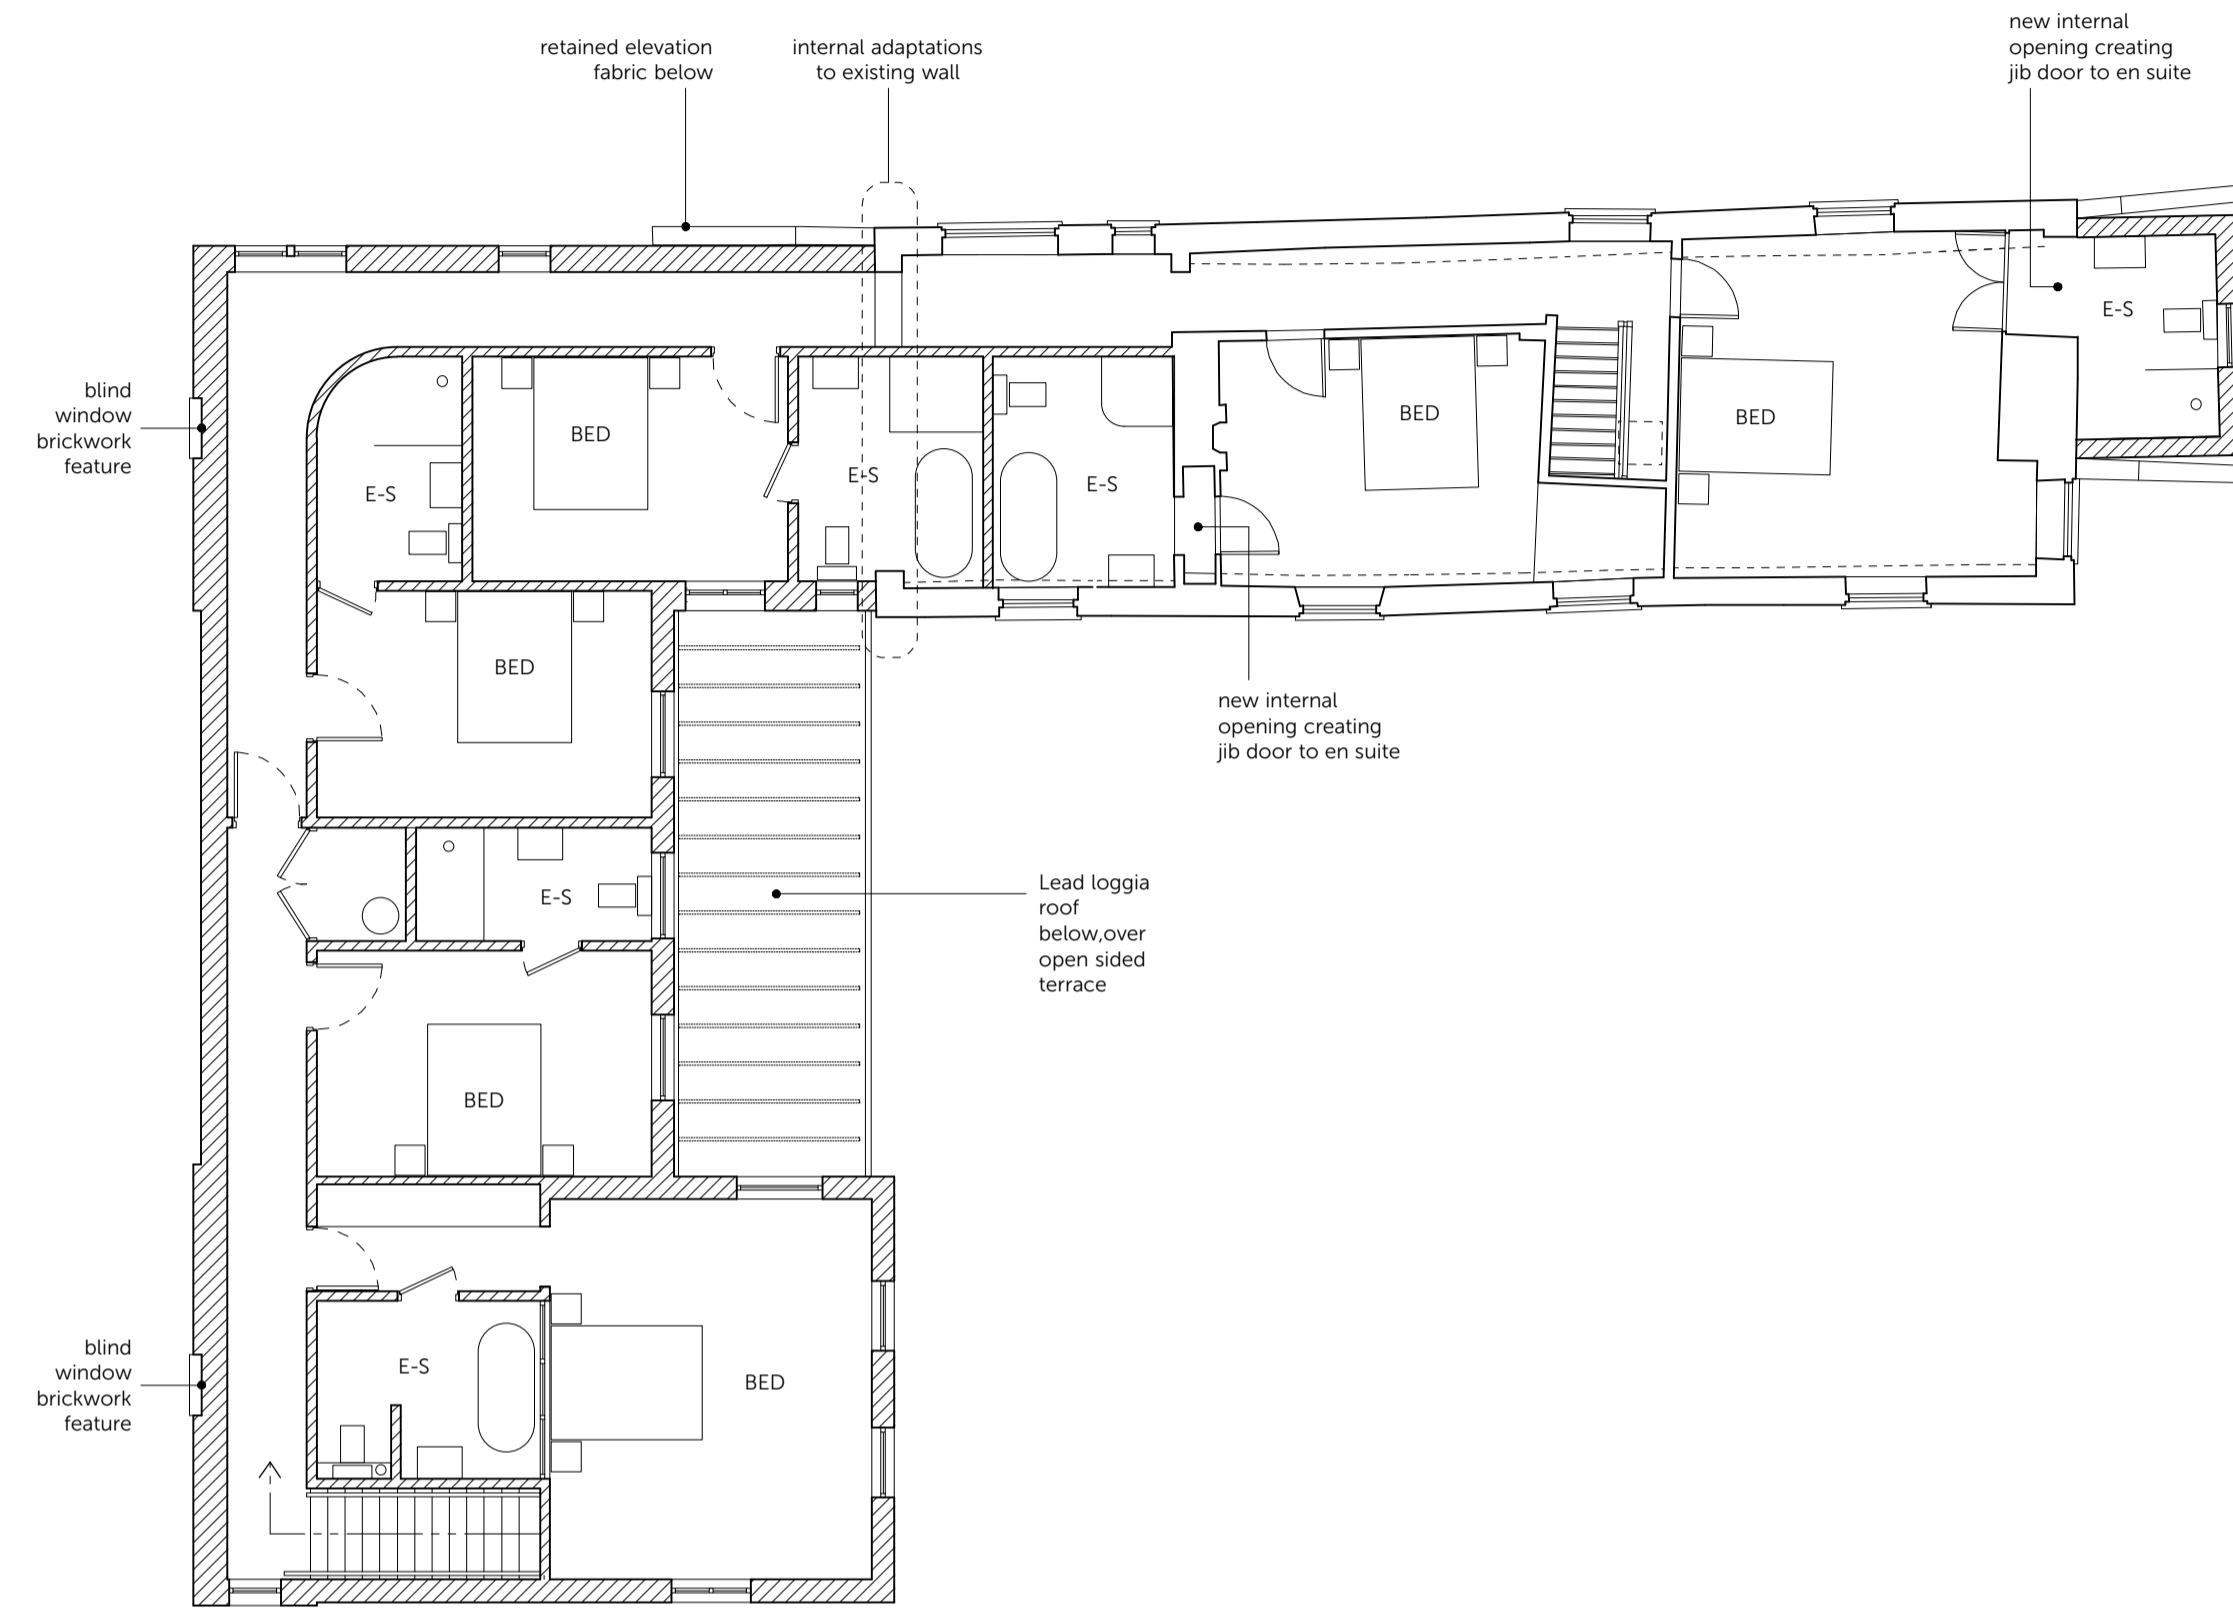 new internal
opening creating
jib door to en suite
retained elevation
fabric below
internal adaptations
to existing wall
E-S
blind
window
brickwork
feature
BED
BED
BED
E-S
E-S
E-S
BED
new internal
opening creating
jib door to en suite
E-S
Lead loggia
roof
below,over
open sided
terrace
BED
blind
window
brickwork
feature
E-S
BED